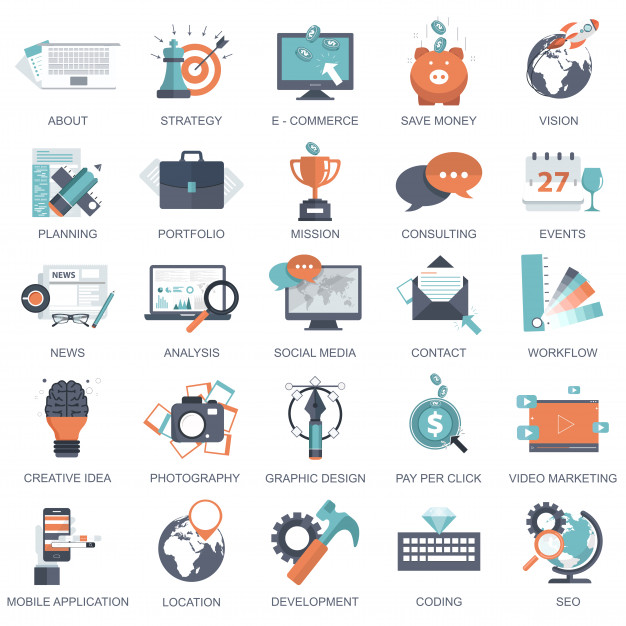 ABOUT
STRATEGY
E - COMMERCE
SAVE MONEY
VISION
27
PLANNING
PORTFOLIO
MISSION
CONSULTING
EVENTS
NEWS
NEWS
ANALYSIS
SOCIAL MEDIA
CONTACT
WORKFLOW
$
CREATIVE IDEA
PHOTOGRAPHY
GRAPHIC DESIGN
PAY PER CLICK
VIDEO MARKETING
MOBILE APPLICATION
LOCATION
DEVELOPMENT
CODING
SEO